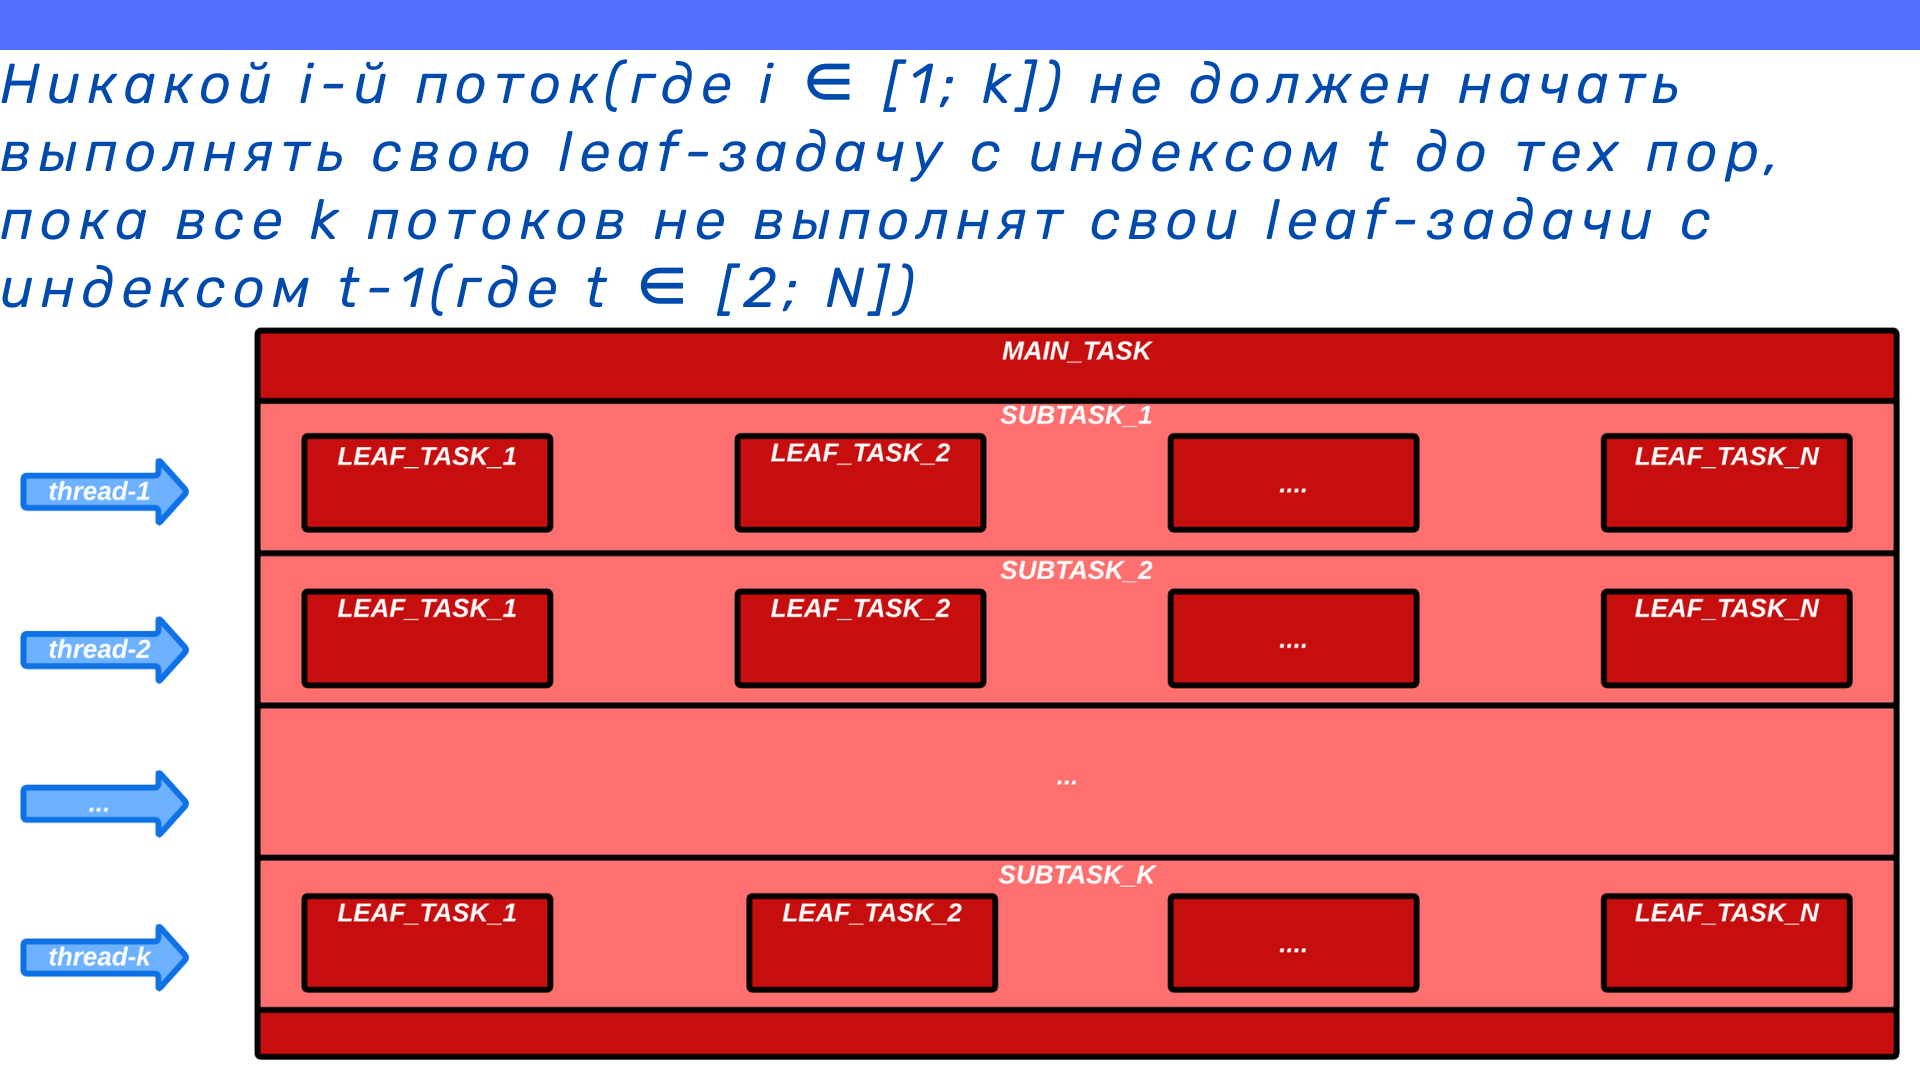 Никакой i-й поток(где i ∈ [1; k]) не должен начать
выполнять свою leaf-задачу с индексом t до тех пор,
пока все k потоков не выполнят свои leaf-задачи с
индексом t-1(где t ∈ [2; N])
MAIN_TASK
SUBTASK_1
thread-1
LEAF_TASK_1
LEAF_TASK_2
....
LEAF_TASK_N
SUBTASK_2
thread-2
LEAF_TASK_1
LEAF_TASK_2
....
LEAF_TASK_N
...
...
SUBTASK_K
thread-k
LEAF_TASK_1
LEAF_TASK_2
....
LEAF_TASK_N